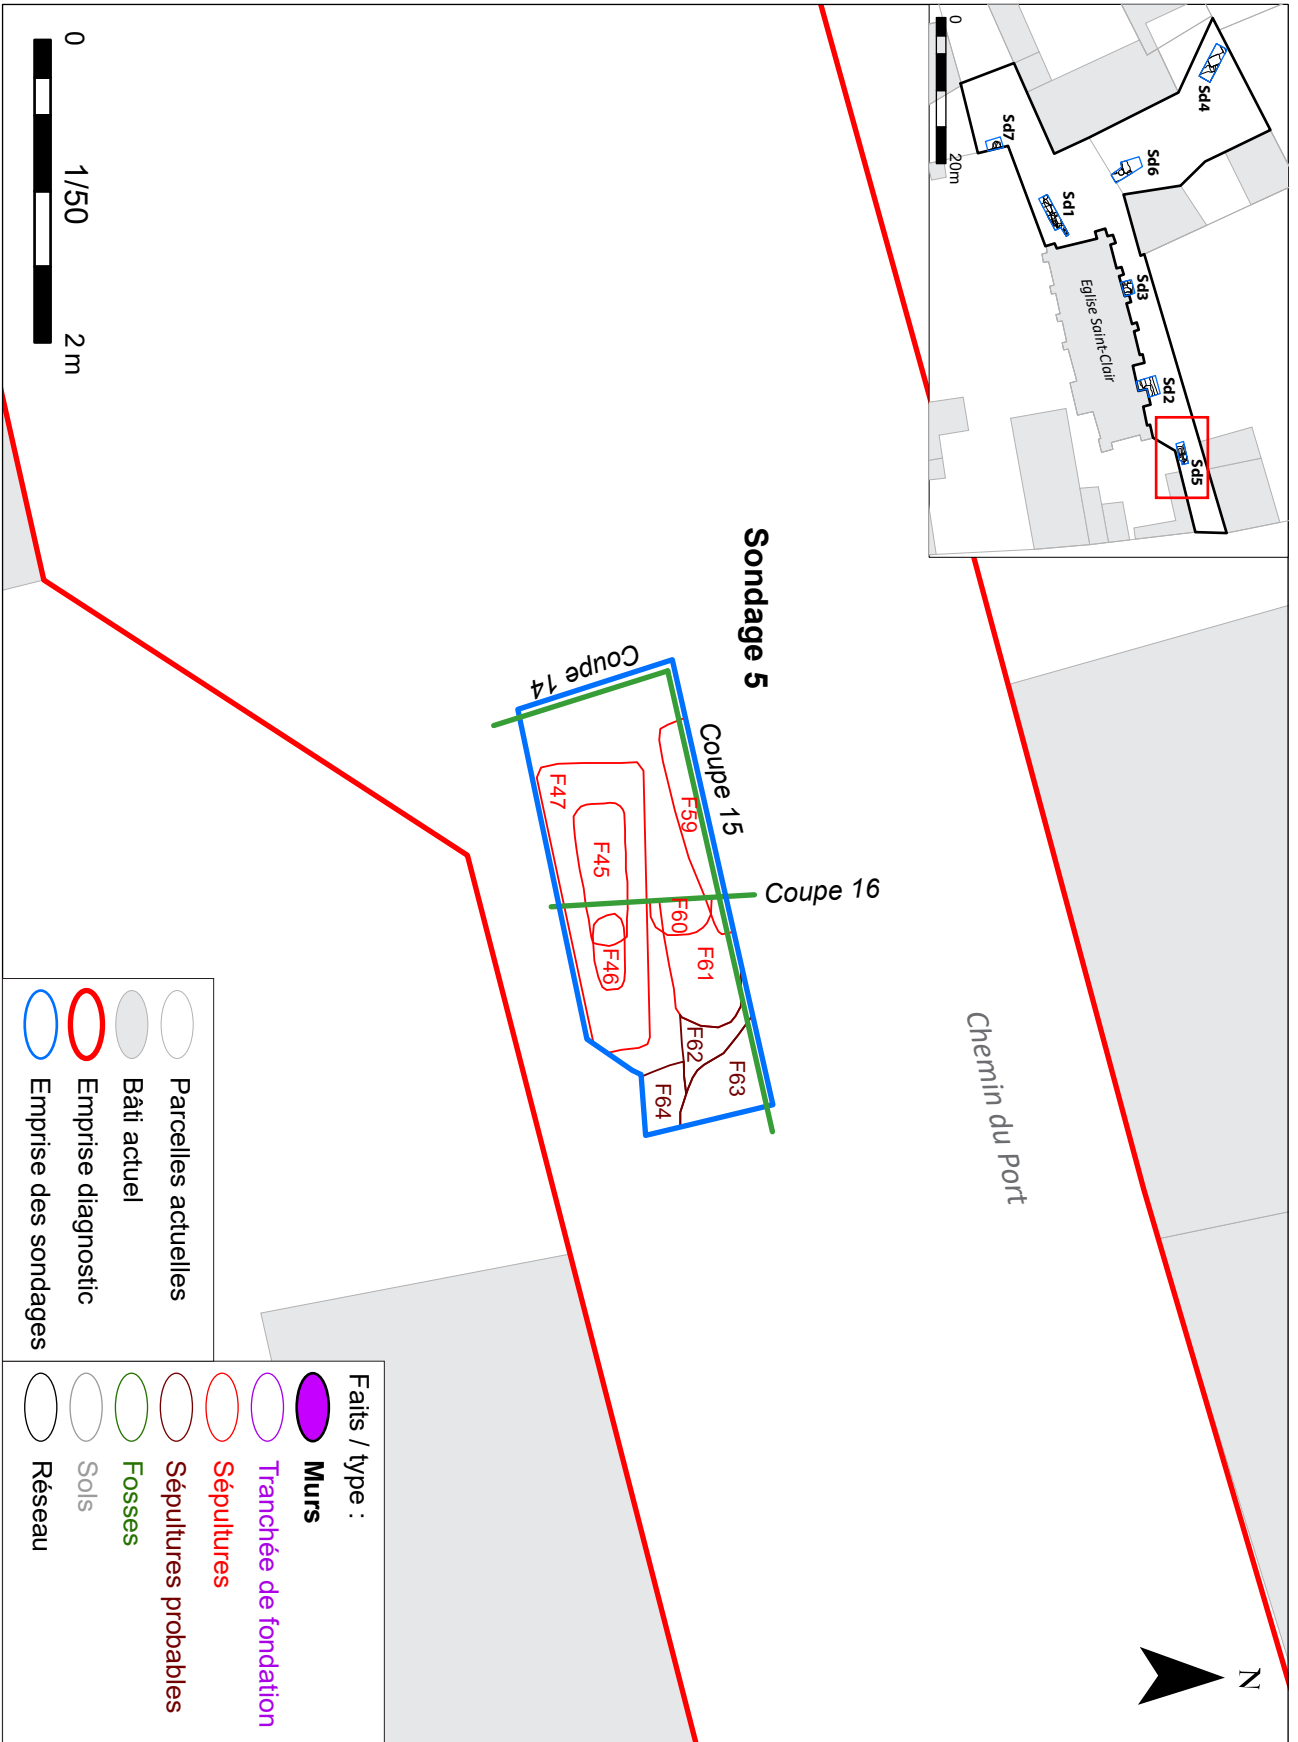 0
20m
Sd4
Sd6
Sd7
Sd1
Sd3
Sd2
Sd5
Eglise Saint-Clair
N
Chemin du Port
Sondage 5
Coupe 14
Coupe 15
Coupe 16
F59
F47
F45
F60
F61
F46
F62
F63
F64
0
1/50
2 m
Parcelles actuelles
Bâti actuel
Emprise diagnostic
Emprise des sondages
Faits / type :
Murs
Tranchée de fondation
Sépultures
Sépultures probables
Fosses
Sols
Réseau